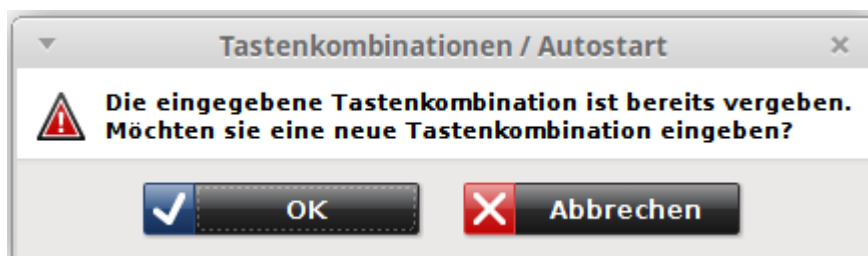 Tastenkombinationen / Autostart
Die eingegebene Tastenkombination ist bereits vergeben.
Möchten sie eine neue Tastenkombination eingeben?
OK
Abbrechen